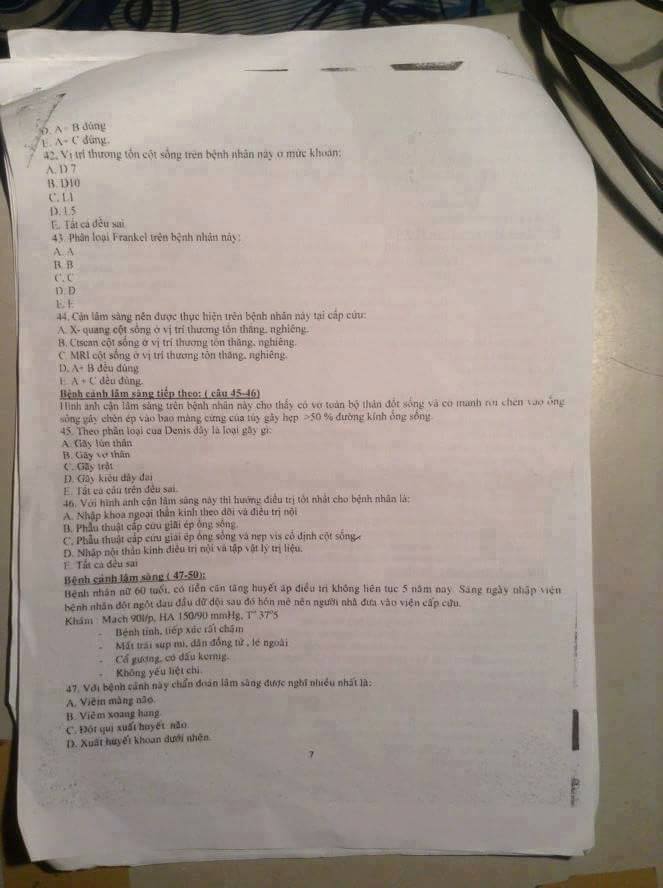 D. A+ B đúng
E. A+ C đúng.
42. Vị trí thương tổn cột sống trên bệnh nhân này ở mức khoán:
A. D 7
B. D10
C. L1
D. L5
E. Tất cả đều sai
43. Phân loại Frankel trên bệnh nhân này:
A. A
B. B
C. C
D. D
E. E
44. Cận lâm sàng nên được thực hiện trên bệnh nhân này tại cấp cứu:
A. X- quang cột sống ở vị trí thương tổn thẳng, nghiêng.
B. Ctscan cột sống ở vị trí thương tổn thẳng, nghiêng.
C. MRI cột sống ở vị trí thương tổn thẳng, nghiêng.
D. A+ B đều đúng
E. A + C đều đúng.
Bệnh cảnh lâm sàng tiếp theo: ( câu 45-46)
Hình ảnh cận lâm sàng trên bệnh nhân này cho thấy có vỡ toàn bộ thân đốt sống và có mảnh rời chèn vào ống
sống gây chèn ép vào bao màng cứng của tủy gây hẹp >50 % đường kính ống sống.
45. Theo phân loại của Denis đây là loại gãy gì:
A. Gãy lún thân
B. Gãy vỡ thân
C. Gãy trật
D. Gãy kiểu dây đai
E. Tất cả câu trên đều sai.
46. Với hình ảnh cận lâm sàng này thì hướng điều trị tốt nhất cho bệnh nhân là:
A. Nhập khoa ngoại thần kinh theo dõi và điều trị nội
B. Phẫu thuật cấp cứu giải ép ống sống.
C. Phẫu thuật cấp cứu giải ép ống sống và nẹp vis cố định cột sống
D. Nhập nội thần kinh điều trị nội và tập vật lý trị liệu.
E. Tất cả đều sai
Bệnh cảnh lâm sàng ( 47-50):
Bệnh nhân nữ 60 tuổi, có tiền căn tăng huyết áp điều trị không liên tục 5 năm nay. Sáng ngày nhập viện
bệnh nhân đột ngột đau đầu dữ dội sau đó hôn mê nên người nhà đưa vào viện cấp cứu.
Khám : Mạch 90l/p, HA 150/90 mmHg, T° 37°5
- Bệnh tỉnh, tiếp xúc rất chậm
- Mắt trái sụp mi, dãn đồng tử , lé ngoài
- Cổ gượng, có dấu kernig.
- Không yếu liệt chi.
47. Với bệnh cảnh này chẩn đoán lâm sàng được nghĩ nhiều nhất là:
A. Viêm màng não.
B. Viêm xoang hang
C. Đột quị xuất huyết não
D. Xuất huyết khoan dưới nhện.
7